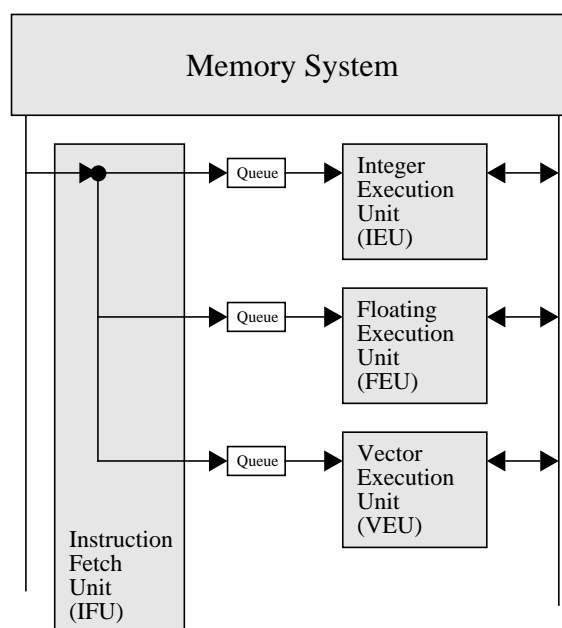 Memory System
Queue
Integer
Execution
Unit
(IEU)
Queue
Floating
Execution
Unit
(FEU)
Queue
Vector
Execution
Unit
(VEU)
Instruction
Fetch
Unit
(IFU)